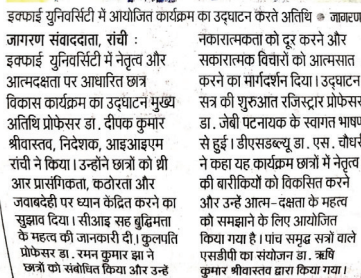 इक्फाई युनिवर्सिटी में आयोजित कार्यक्रम का उद्घाटन करते अतिथि ● जागरण
जागरण संवाददाता, रांची :
इक्फाई युनिवर्सिटी में नेतृत्व और
आत्मदक्षता पर आधारित छात्र
विकास कार्यक्रम का उद्घाटन मुख्य
अतिथि प्रोफेसर डा. दीपक कुमार
श्रीवास्तव, निदेशक, आइआइएम
रांची ने किया। उन्होंने छात्रों को थ्री
आर प्रासंगिकता, कठोरता और
जवाबदेही पर ध्यान केंद्रित करने का
सुझाव दिया। सीआइ सह बुद्धिमत्ता
के महत्व की जानकारी दी। कुलपति
प्रोफेसर डा. रमन कुमार झा ने
छात्रों को संबोधित किया और उन्हें
नकारात्मकता को दूर करने और
सकारात्मक विचारों को आत्मसात
करने का मार्गदर्शन दिया। उद्घाटन
सत्र की शुरुआत रजिस्ट्रार प्रोफेसर
डा. जेबी पटनायक के स्वागत भाषण
से हुई। डीएसडब्ल्यू डा. एस. चौधरी
ने कहा यह कार्यक्रम छात्रों में नेतृत्व
की बारीकियों को विकसित करने
और उन्हें आत्म-दक्षता के महत्व
को समझाने के लिए आयोजित
किया गया है। पांच समृद्ध सत्रों वाले
एसडीपी का संयोजन डा. ऋषि
कुमार श्रीवास्तव द्वारा किया गया।